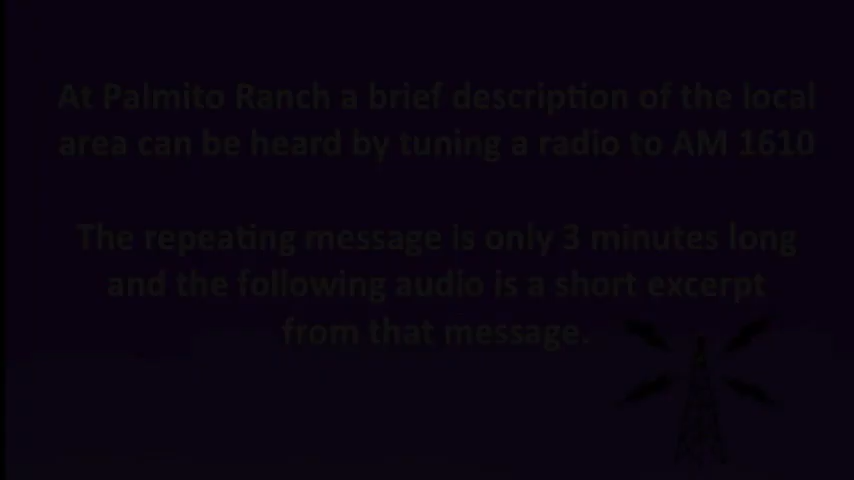 At Palmito Ranch a brief description of the local
area can be heard by tuning a radio to AM 1610
The repeating message is only 3 minutes long
and the following audio is a short excerpt
from that message.